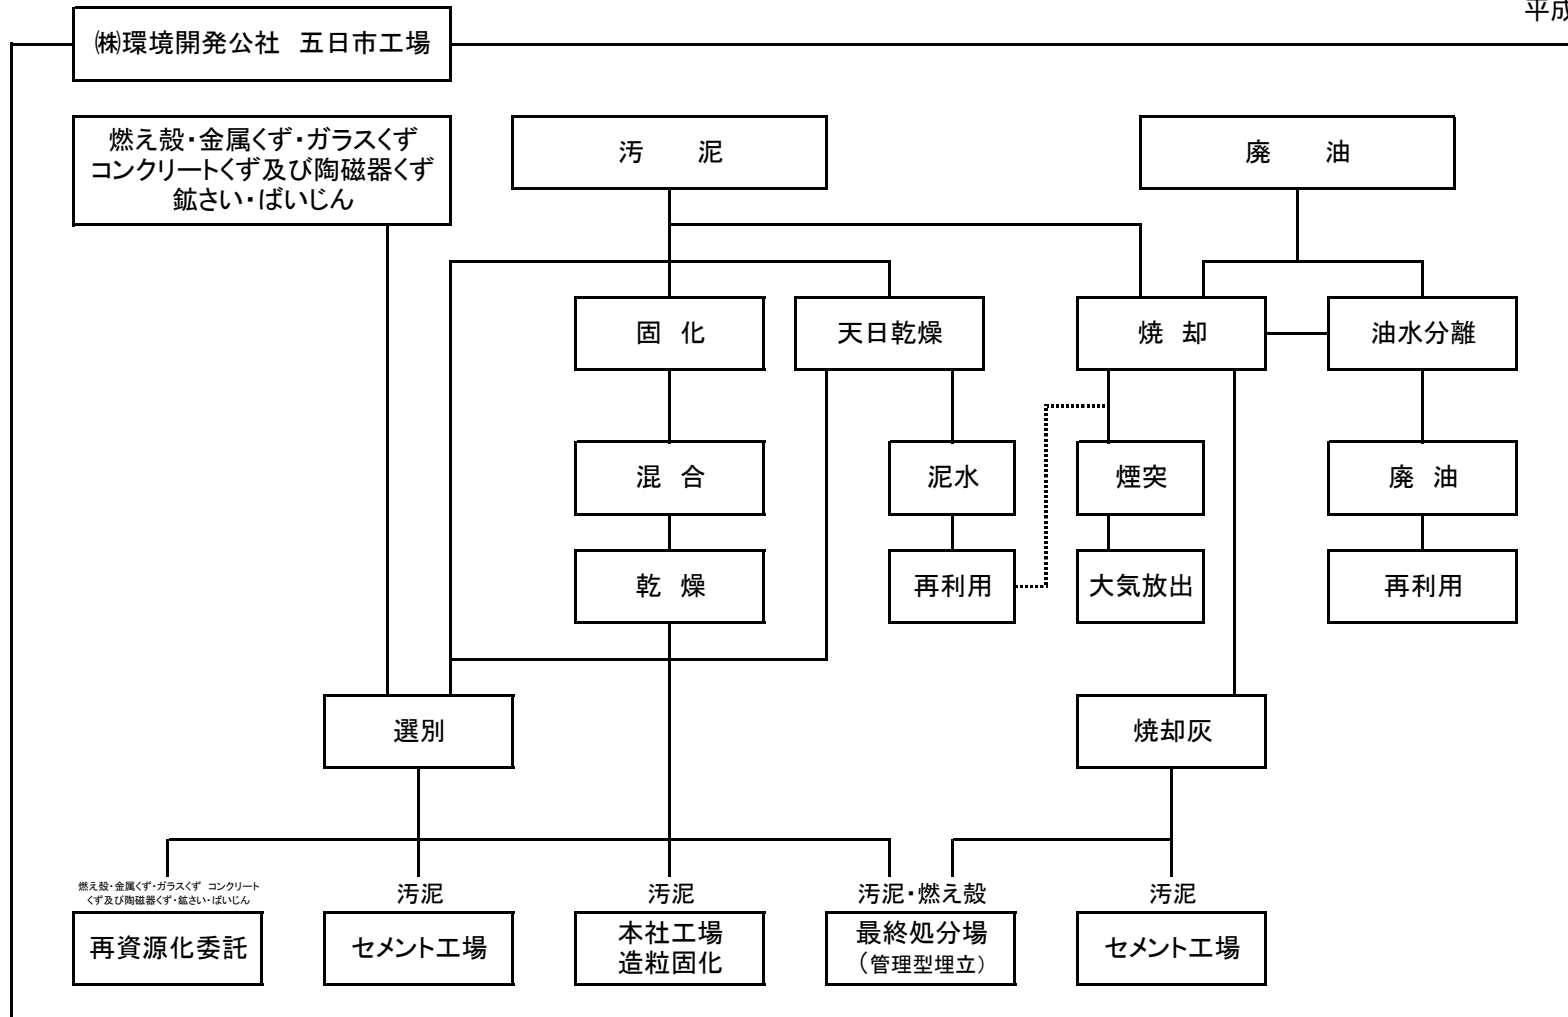 平成
㈱環境開発公社 五日市工場
燃え殻・金属くず・ガラスくず
コンクリートくず及び陶磁器くず
鉱さい・ばいじん
汚 泥
廃 油
固 化
天日乾燥
焼 却
油水分離
混 合
泥水
煙突
廃 油
乾 燥
再利用
大気放出
再利用
選別
焼却灰
燃え殻・金属くず・ガラスくず コンクリート
くず及び陶磁器くず・鉱さい・ばいじん
汚泥
汚泥
汚泥・燃え殻
汚泥
再資源化委託
セメント工場
本社工場
造粒固化
最終処分場
（管理型埋立）
セメント工場